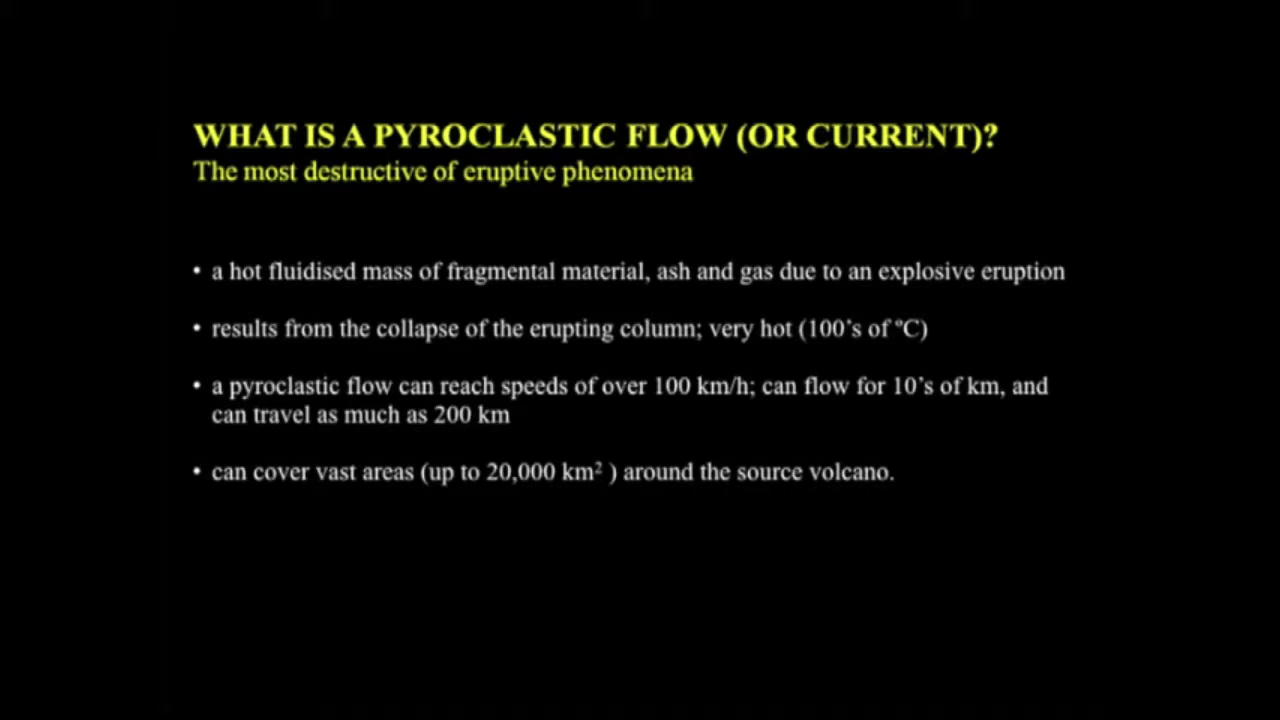 WHAT IS A PYROCLASTIC FLOW (OR CURRENT)?
The most destructive of eruptive phenomena
• a hot fluidised mass of fragmental material, ash and gas due to an explosive eruption
• results from the collapse of the erupting column; very hot (100’s of ºC)
• a pyroclastic flow can reach speeds of over 100 km/h; can flow for 10’s of km, and
can travel as much as 200 km
• can cover vast areas (up to 20,000 km² ) around the source volcano.